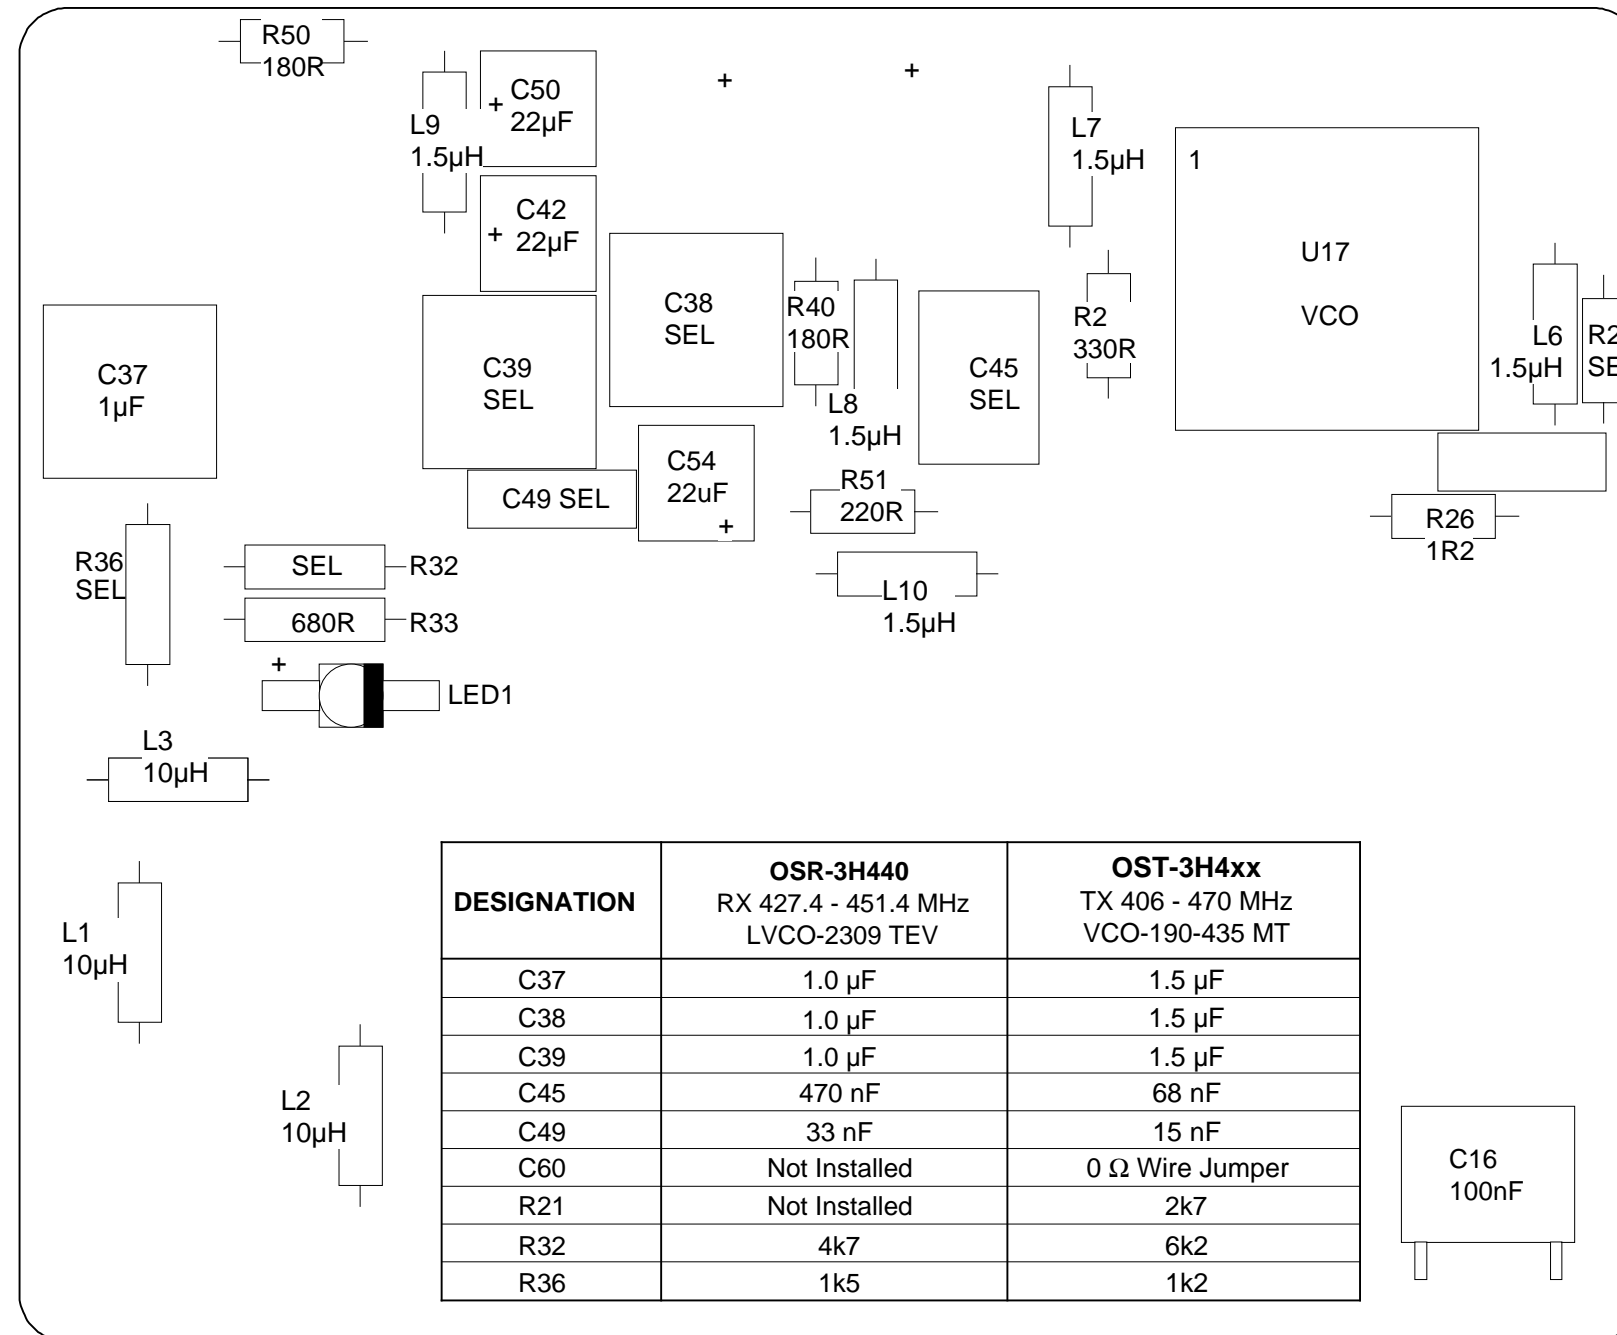 R50
180R
C50
22µF
+
+
+
L9
1.5µH
L7
1.5µH
1
C42
22µF
+
U17
VCO
C38
SEL
R40
180R
R2
330R
L6
1.5µH
C37
1µF
C39
SEL
C45
SEL
L8
1.5µH
C54
22uF
+
C49 SEL
R51
220R
R26
1R2
R36
SEL
SEL
R32
L10
1.5µH
680R
R33
+
LED1
L3
10µH
DESIGNATION OSR-3H440 OST-3H4xx
RX 427.4 - 451.4 MHz TX 406 - 470 MHz
LVCO-2309 TEV VCO-190-435 MT
C37 1.0 µF 1.5 µF
C38 1.0 µF 1.5 µF
C39 1.0 µF 1.5 µF
C45 470 nF 68 nF
C49 33 nF 15 nF
C60 Not Installed 0 Ω Wire Jumper
R21 Not Installed 2k7
R32 4k7 6k2
R36 1k5 1k2
L1
10µH
L2
10µH
C16
100nF